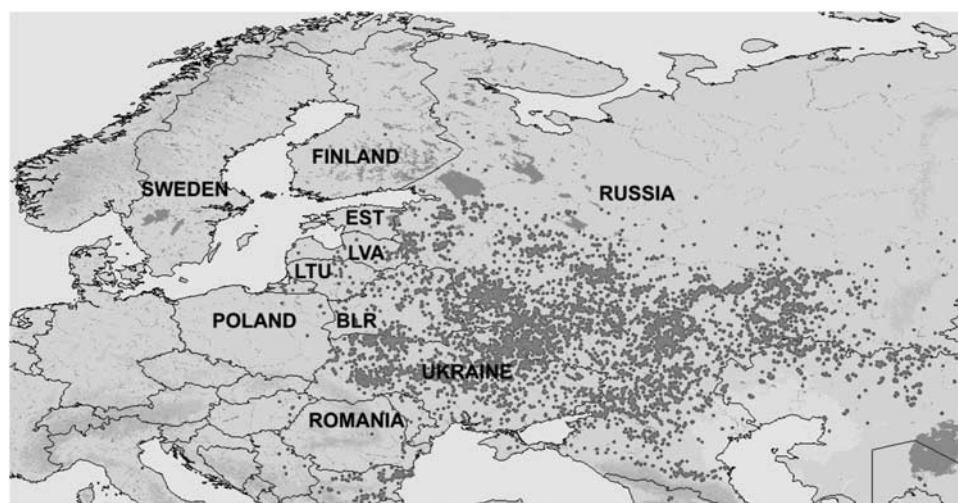 FINLAND
SWEDEN
RUSSIA
EST
LVA
LTU
POLAND
BLR
UKRAINE
ROMANIA